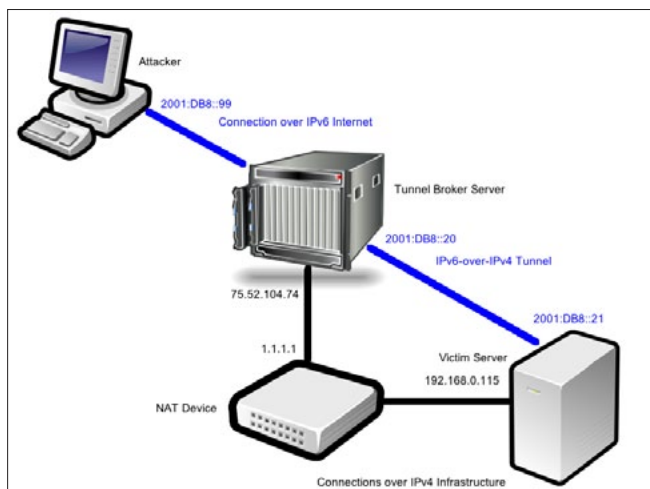 Attacker
2001:DB8::99
Connection over IPv6 Internet
Tunnel Broker Server
2001:DB8::20
IPv6-over-IPv4 Tunnel
75.52.104.74
2001:DB8::21
1.1.1.1
Victim Server
192.168.0.115
NAT Device
Connections over IPv4 Infrastructure